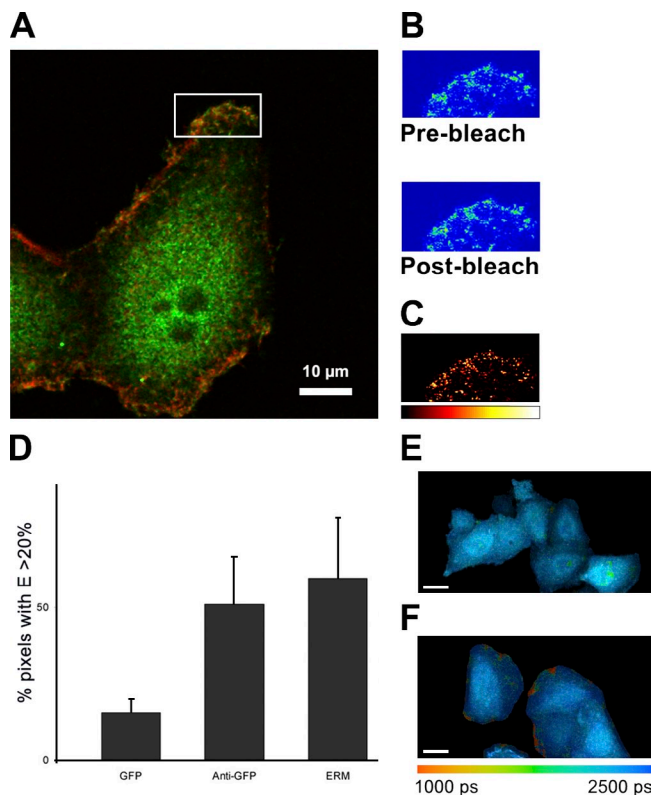 A
B
Pre-bleach
Post-bleach
C
10 µm
D
% pixels with E >20%
50
0
GFP
Anti-GFP
ERM
E
F
1000 ps
2500 ps